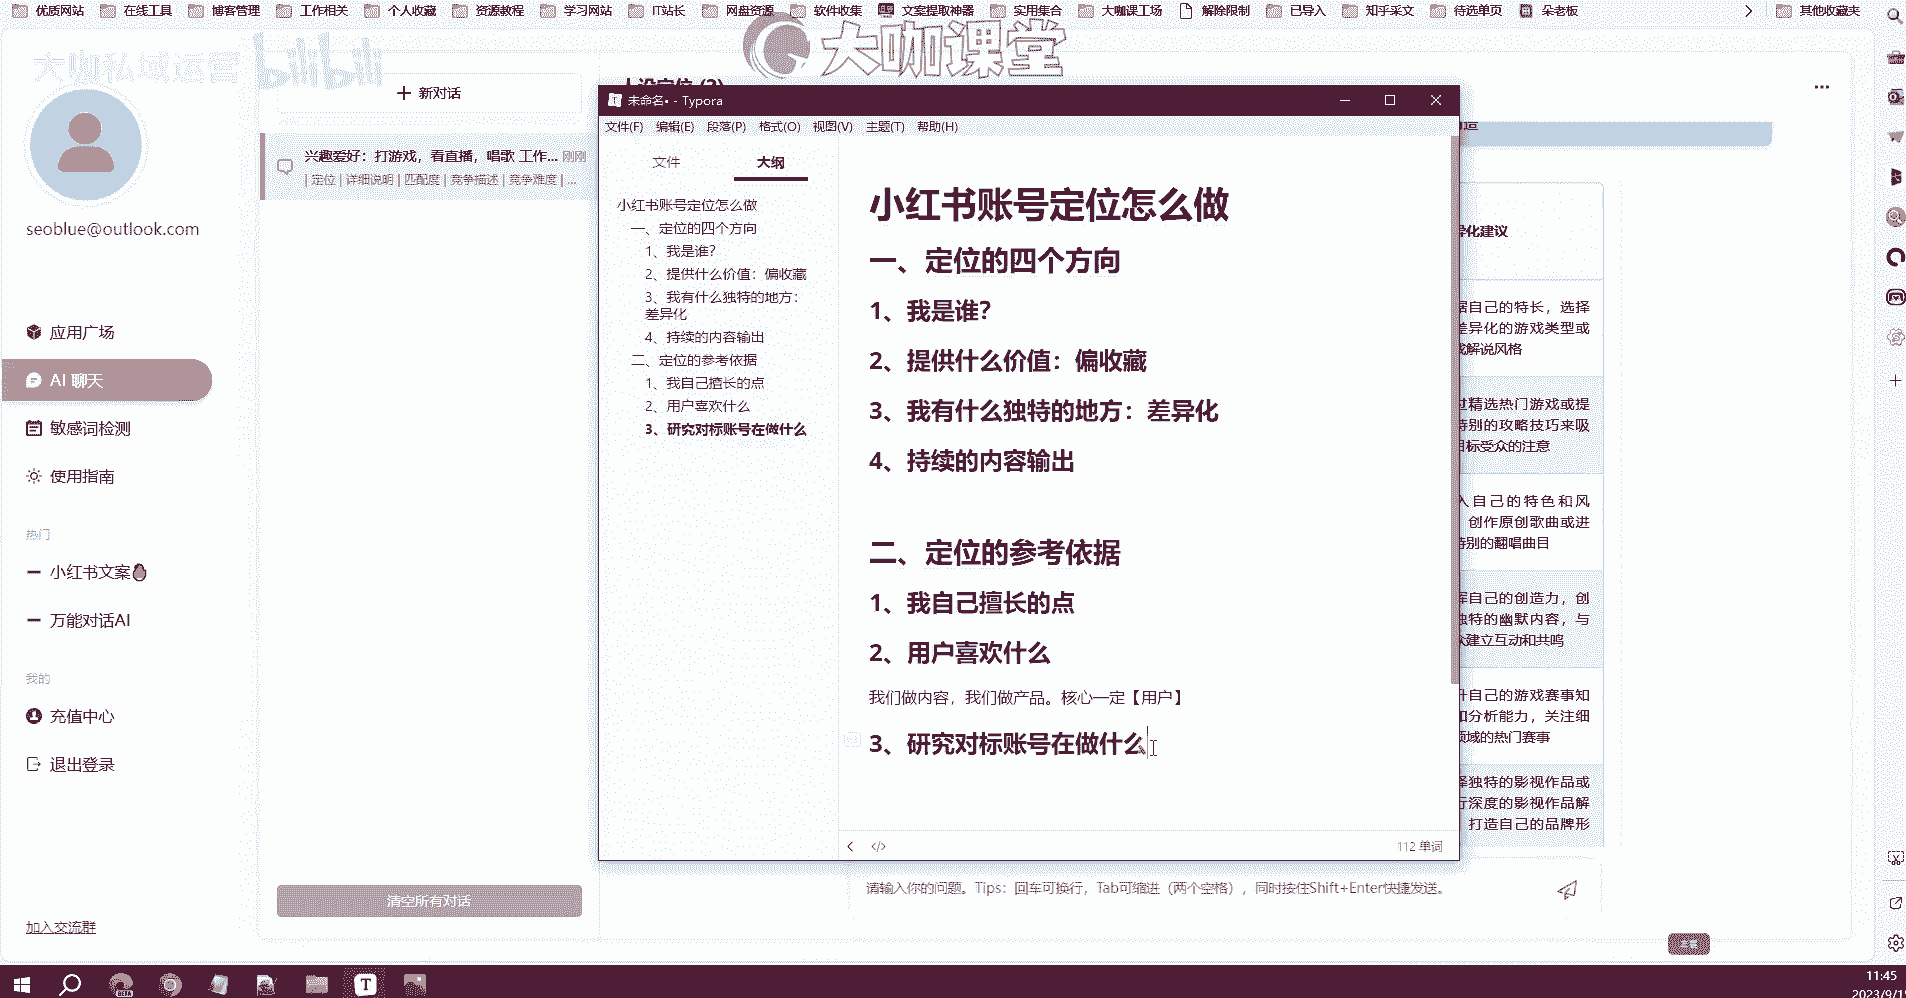 优质网站 在线工具 博客管理 工作相关 个人收藏 资源教程 学习网站 IT站长 网盘资源 软件收集 文案提取神器 实用集合 大咖课工场 解除限制 已导入 知乎采文 待选单页 朵老板 其他收藏夹
大咖私域运营 bilibili
大咖课堂
seoblue@outlook.com
应用广场
AI 聊天
敏感词检测
使用指南
热门
小红书文案
万能对话AI
我的
充值中心
退出登录
加入交流群
新对话
兴趣爱好：打游戏，看直播，唱歌 工作... 刚刚
| 定位 | 详细说明 | 匹配度 | 竞争描述 | 竞争难度 | ...
清空所有对话
未命名• - Typora
文件(F) 编辑(E) 段落(P) 格式(O) 视图(V) 主题(T) 帮助(H)
文件 大纲
小红书账号定位怎么做
一、定位的四个方向
1、我是谁？
2、提供什么价值：偏收藏
3、我有什么独特的地方：
差异化
4、持续的内容输出
二、定位的参考依据
1、我自己擅长的点
2、用户喜欢什么
3、研究对标账号在做什么
小红书账号定位怎么做
一、定位的四个方向
1、我是谁？
2、提供什么价值：偏收藏
3、我有什么独特的地方：差异化
4、持续的内容输出
二、定位的参考依据
1、我自己擅长的点
2、用户喜欢什么
我们做内容，我们做产品。核心一定【用户】
3、研究对标账号在做什么
112 单词
化建议
自己的特长，选择
差异化的游戏类型或
解说风格
精选热门游戏或提
特别的攻略技巧来吸
目标受众的注意
入自己的特色和风
创作原创歌曲或进
特别的翻唱曲目
自己的创造力，创
独特的幽默内容，与
建立互动和共鸣
自己的游戏赛事知
和分析能力，关注细
领域的热门赛事
择独特的影视作品或
行深度的影视作品解
打造自己的品牌形
请输入你的问题。Tips：回车可换行，Tab可缩进（两个空格），同时按住Shift+Enter快捷发送。
11:45